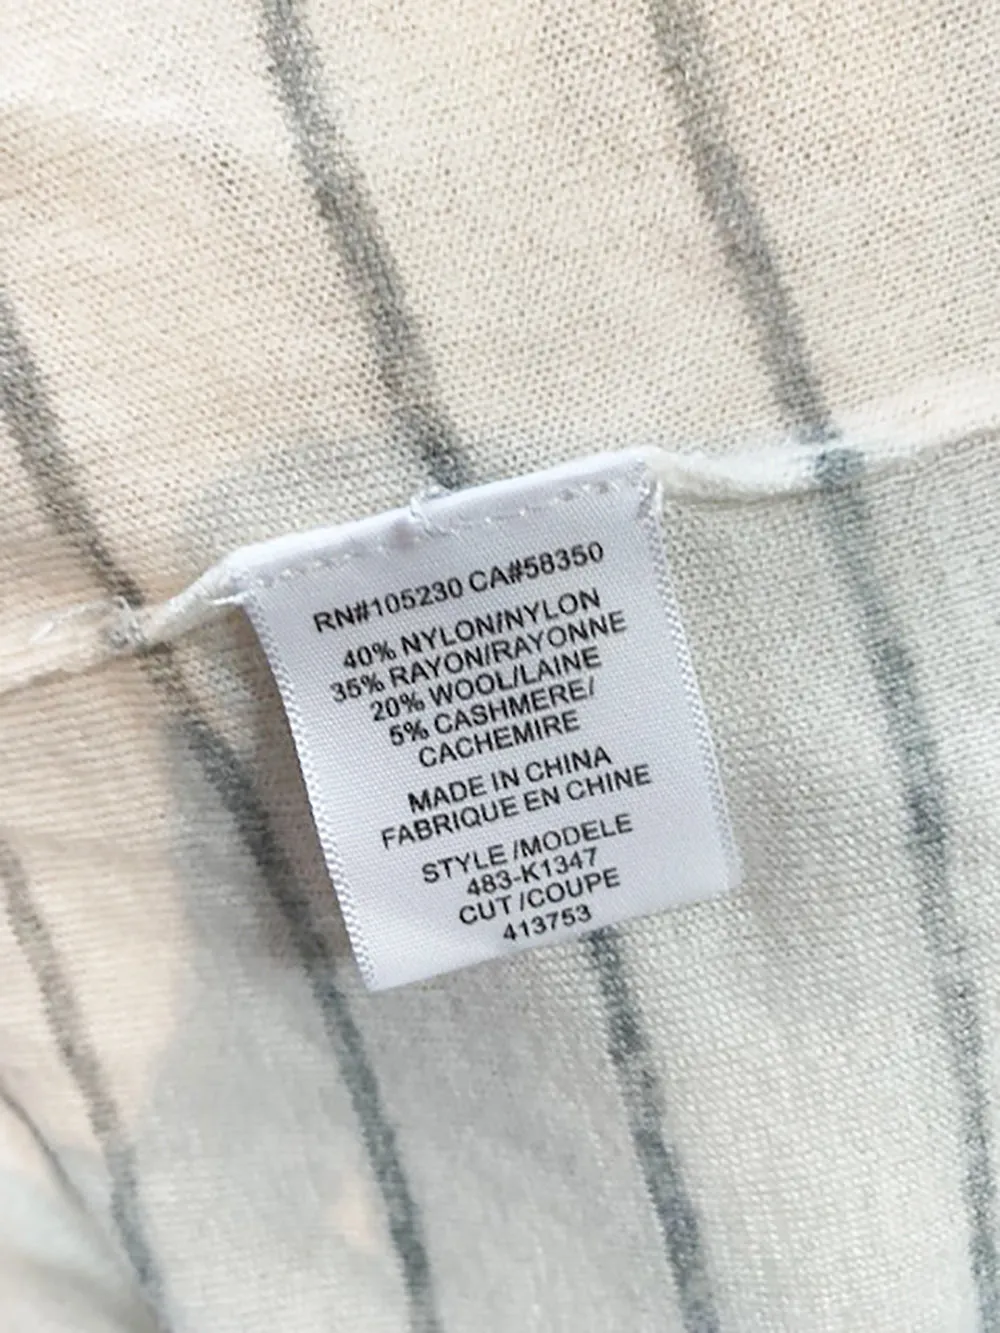 RN#105230 CA#58350
40% NYLON/NYLON
35% RAYON/RAYONNE
20% WOOL/LAINE
5% CASHMERE/
CACHEMIRE
MADE IN CHINA
FABRIQUE EN CHINE
STYLE /MODELE
483-K1347
CUT /COUPE
413753